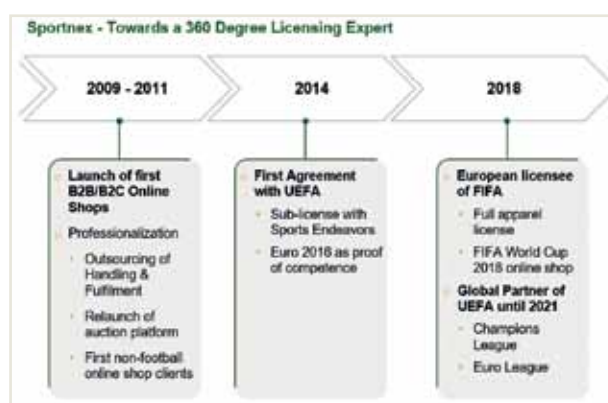 Sportnex - Towards a 360 Degree Licensing Expert
2009 - 2011
Launch of first
B2B/B2C Online
Shops
Professionalization
Outsourcing of
Handling &
Fulfilment
Relaunch of
auction platform
First non-football
online shop clients
2014
First Agreement
with UEFA
Sub-license with
Sports Endeavors
Euro 2016 as proof
of competence
2018
European licensee
of FIFA
Full apparel
license
FIFA World Cup
2018 online shop
Global Partner of
UEFA until 2021
Champions
League
Euro League